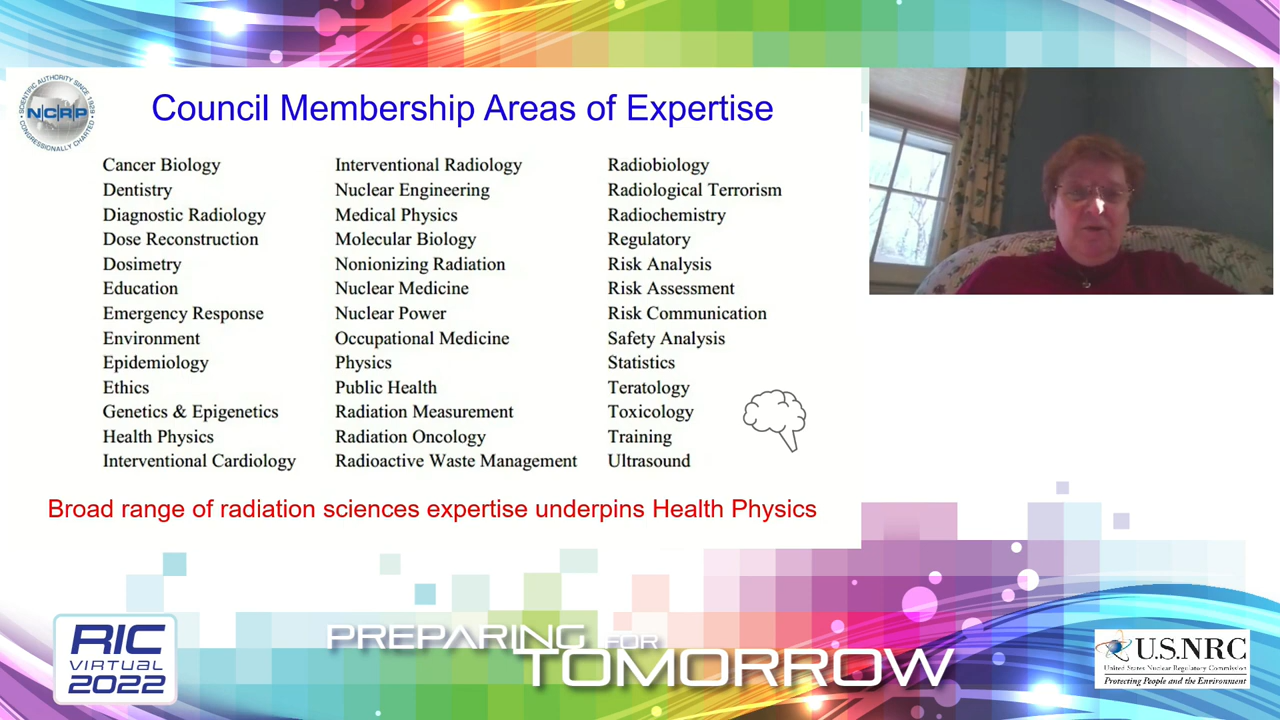 SCIENTIFIC AUTHORITY SINCE 1929
NCRP
CONGRESSIONALLY CHARTED
Council Membership Areas of Expertise
Cancer Biology
Dentistry
Diagnostic Radiology
Dose Reconstruction
Dosimetry
Education
Emergency Response
Environment
Epidemiology
Ethics
Genetics & Epigenetics
Health Physics
Interventional Cardiology
Interventional Radiology
Nuclear Engineering
Medical Physics
Molecular Biology
Nonionizing Radiation
Nuclear Medicine
Nuclear Power
Occupational Medicine
Physics
Public Health
Radiation Measurement
Radiation Oncology
Radioactive Waste Management
Radiobiology
Radiological Terrorism
Radiochemistry
Regulatory
Risk Analysis
Risk Assessment
Risk Communication
Safety Analysis
Statistics
Teratology
Toxicology
Training
Ultrasound
Broad range of radiation sciences expertise underpins Health Physics
RIC
VIRTUAL
2022
PREPARING FOR
TOMORROW
U.S.NRC
United States Nuclear Regulatory Commission
Protecting People and the Environment